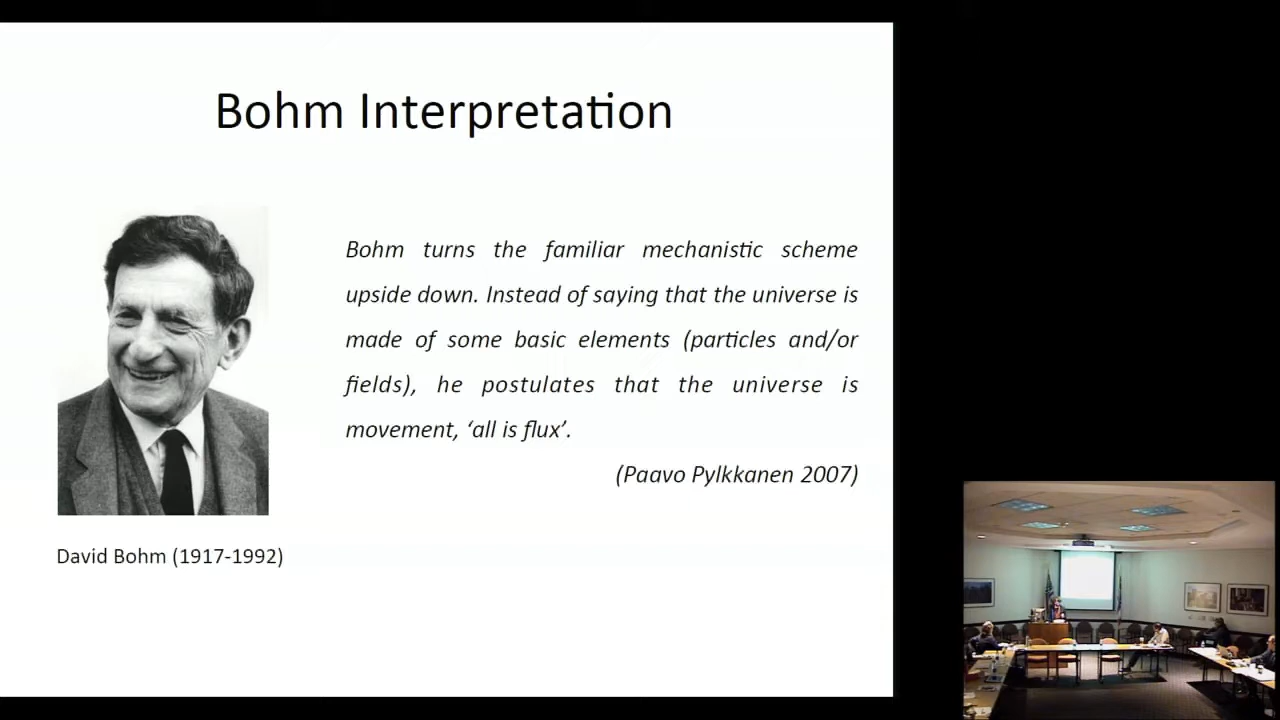 Bohm Interpretation
Bohm turns the familiar mechanistic scheme
upside down. Instead of saying that the universe is
made of some basic elements (particles and/or
fields), he postulates that the universe is
movement, ‘all is flux’.
(Paavo Pylkkanen 2007)
David Bohm (1917-1992)